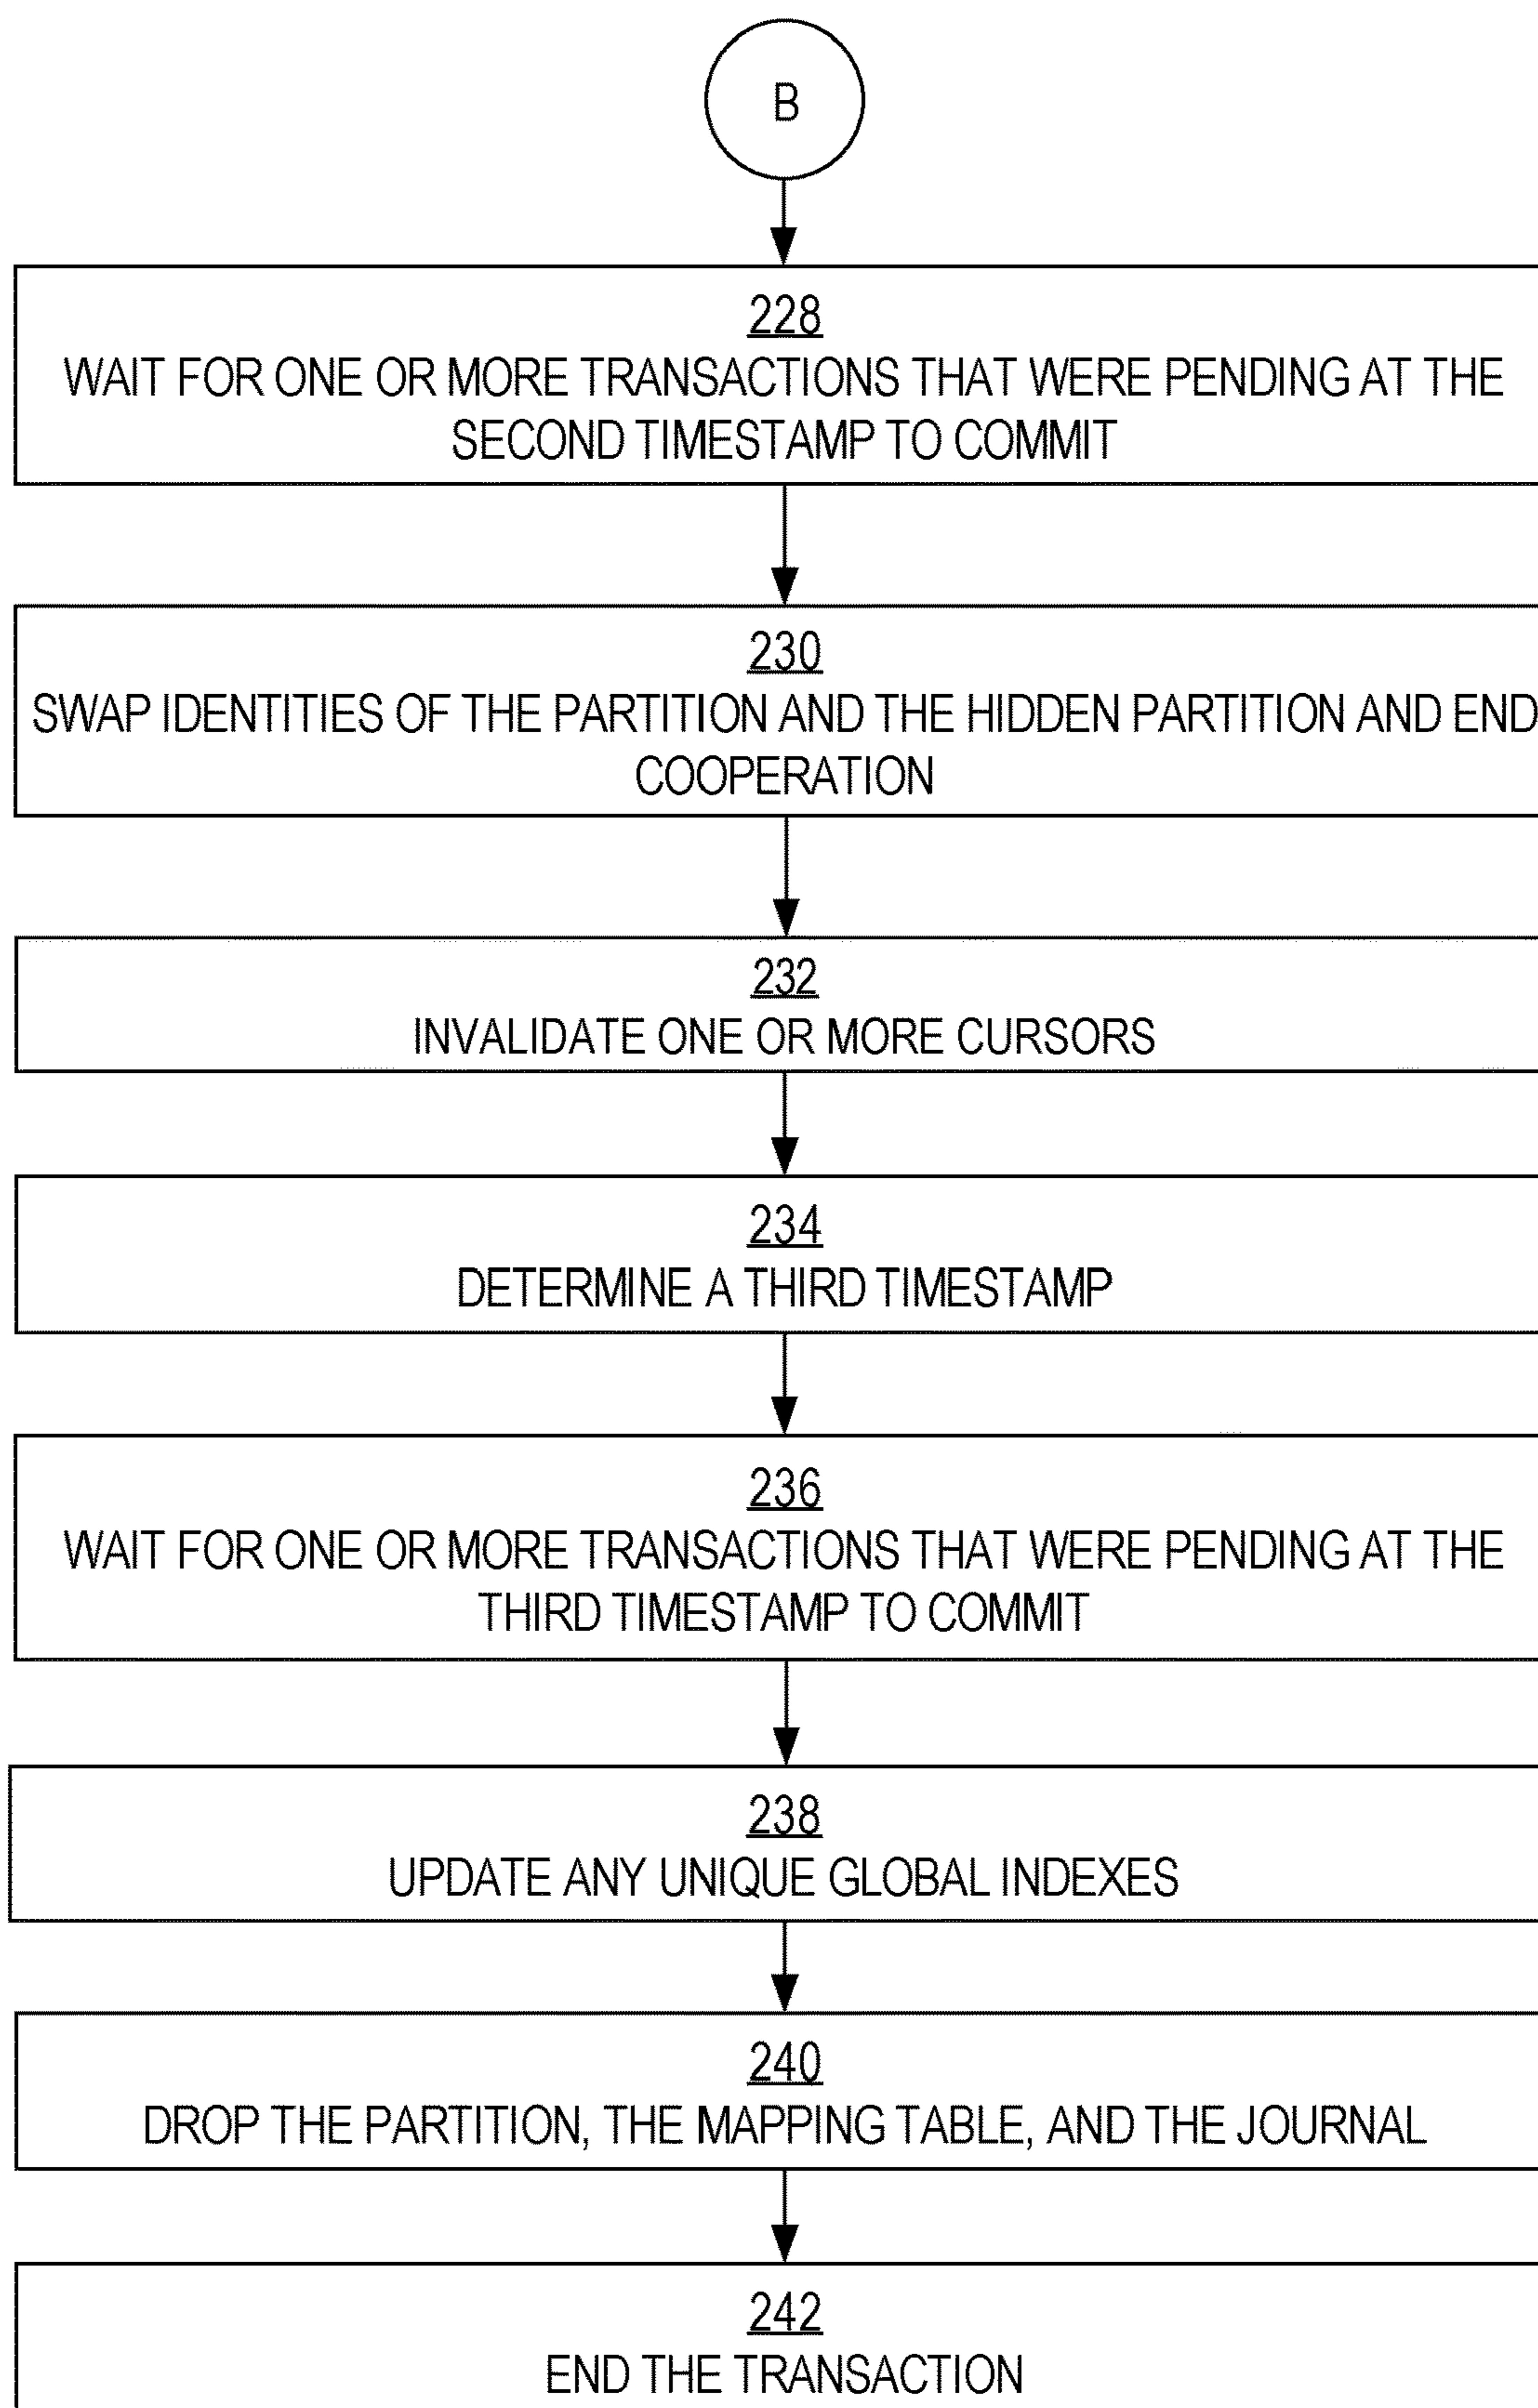 B
228
WAIT FOR ONE OR MORE TRANSACTIONS THAT WERE PENDING AT THE
SECOND TIMESTAMP TO COMMIT
230
SWAP IDENTITIES OF THE PARTITION AND THE HIDDEN PARTITION AND END
COOPERATION
232
INVALIDATE ONE OR MORE CURSORS
234
DETERMINE A THIRD TIMESTAMP
236
WAIT FOR ONE OR MORE TRANSACTIONS THAT WERE PENDING AT THE
THIRD TIMESTAMP TO COMMIT
238
UPDATE ANY UNIQUE GLOBAL INDEXES
240
DROP THE PARTITION, THE MAPPING TABLE, AND THE JOURNAL
242
END THE TRANSACTION